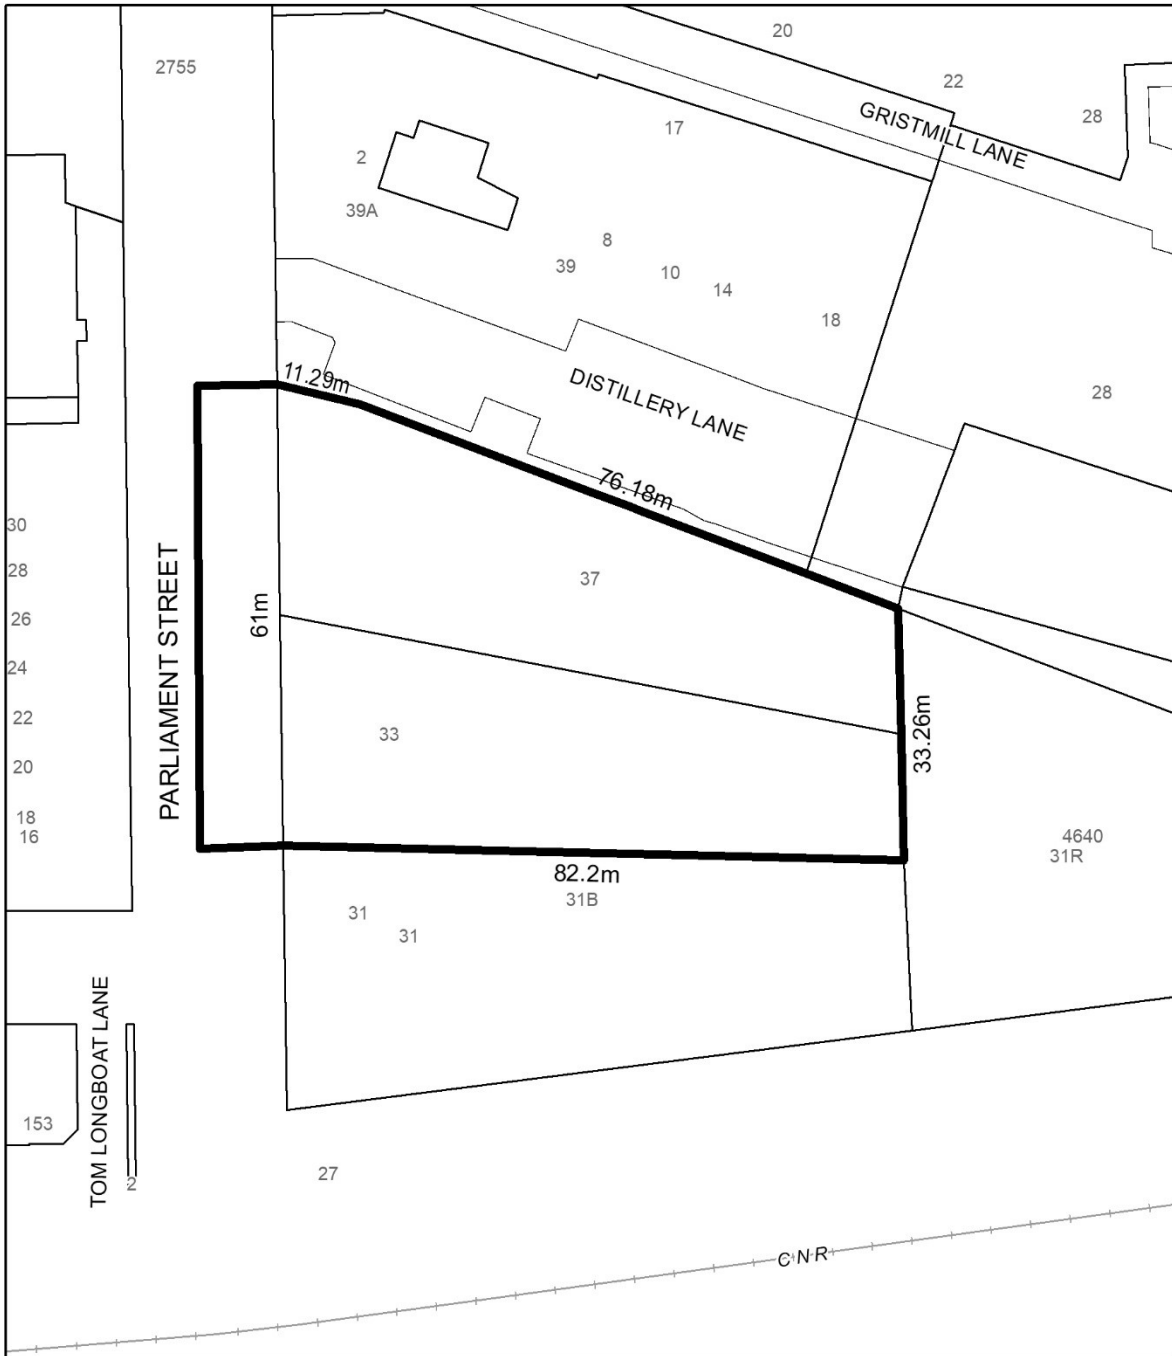 20
2755
22
GRISTMILL LANE
28
17
2
39A
8
39
10
14
18
11.29m
DISTILLERY LANE
28
76.18m
30
28
26
24
22
20
18
16
PARLIAMENT STREET
61m
37
33
33.26m
82.2m
31B
31
31
4640
31R
TOM LONGBOAT LANE
153
2
27
CNR